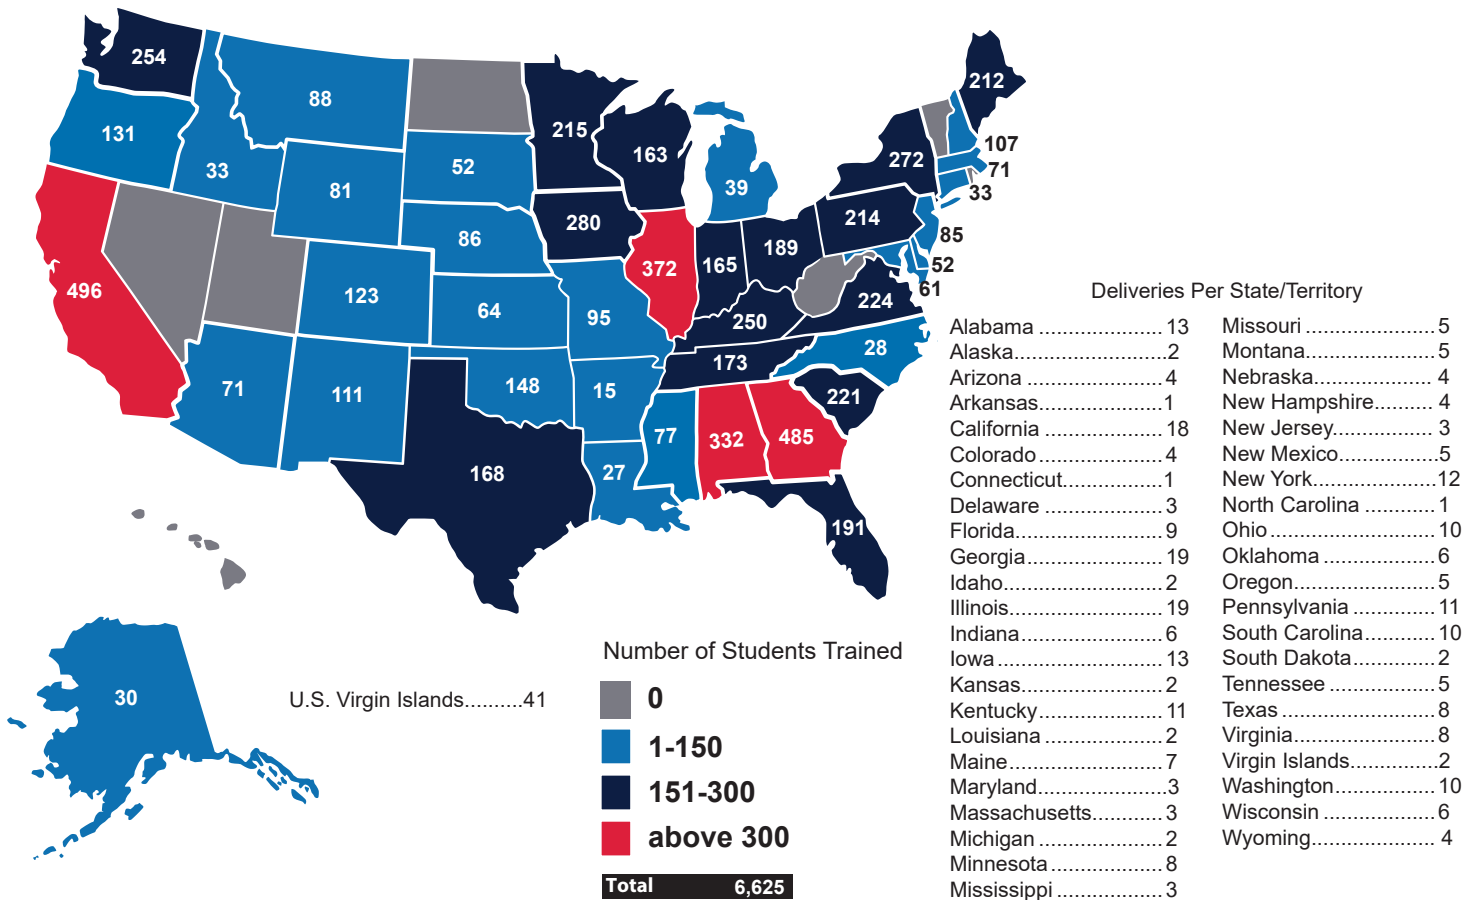 254
88
131
33
81
52
86
64
123
496
71
111
148
168
215
163
280
372
95
15
27
77
332
485
39
165
189
250
173
214
224
28
221
191
272
212
107
71
33
85
52
61
30
U.S. Virgin Islands..........41
Number of Students Trained
0
1-150
151-300
above 300
Total 6,625
Deliveries Per State/Territory
Alabama ..................... 13
Alaska.........................2
Arizona ....................... 4
Arkansas.................... 1
California ................... 18
Colorado .................... 4
Connecticut................ 1
Delaware ................... 3
Florida........................ 9
Georgia...................... 19
Idaho.......................... 2
Illinois......................... 19
Indiana....................... 6
Iowa ........................... 13
Kansas....................... 2
Kentucky.................... 11
Louisiana ................... 2
Maine ......................... 7
Maryland.....................3
Massachusetts............ 3
Michigan .................... 2
Minnesota .................. 8
Mississippi ................. 3
Missouri ......................5
Montana......................5
Nebraska.................... 4
New Hampshire.......... 4
New Jersey................. 3
New Mexico................5
New York.....................12
North Carolina ............ 1
Ohio ........................... 10
Oklahoma ................... 6
Oregon........................5
Pennsylvania .............. 11
South Carolina............ 10
South Dakota..............2
Tennessee .................. 5
Texas .......................... 8
Virginia........................ 8
Virgin Islands...............2
Washington................. 10
Wisconsin ................... 6
Wyoming..................... 4